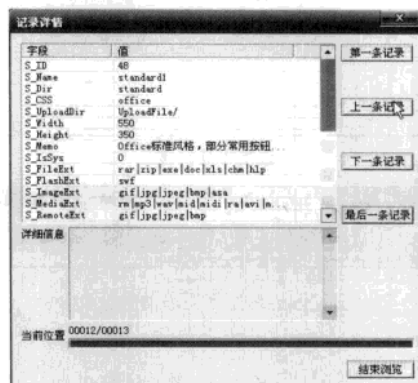 记录详情
字段 值
S_ID 48
S_Name standard1
S_Dir standard
S_CSS office
S_UploadDir UploadFile/
S_Width 550
S_Height 350
S_Memo Office标准风格，部分常用按钮.
S_IsSys 0
S_FileExt rar|zip|exe|doc|xls|chm|hlp
S_FlashExt swf
S_ImageExt gif|jpg|jpeg|bmp|asa
S_MediaExt rm|mp3|wav|mid|midi|ra|avi|m..
S_RemoteExt gif|jpg|jpeg|bmp
第一条记录
上一条记录
下一条记录
最后一条记录
详细信息
当前位置 00012/00013
结束浏览